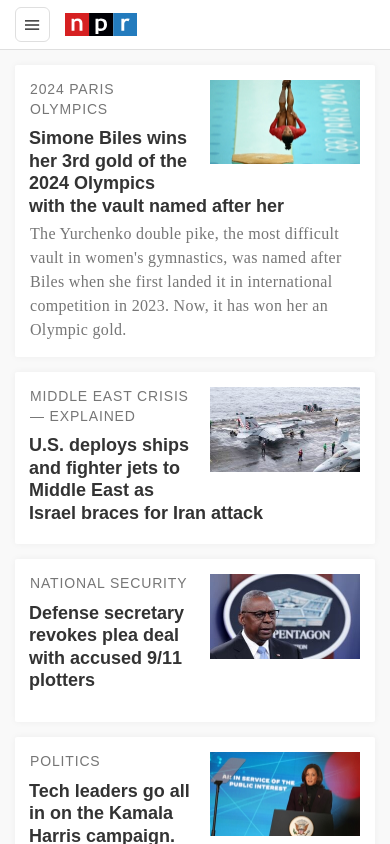 npr
2024 PARIS
OLYMPICS
Simone Biles wins
her 3rd gold of the
2024 Olympics
with the vault named after her
PARIS 2024
The Yurchenko double pike, the most difficult
vault in women's gymnastics, was named after
Biles when she first landed it in international
competition in 2023. Now, it has won her an
Olympic gold.
MIDDLE EAST CRISIS
— EXPLAINED
U.S. deploys ships
and fighter jets to
Middle East as
Israel braces for Iran attack
NATIONAL SECURITY
Defense secretary
revokes plea deal
with accused 9/11
plotters
PENTAGON
POLITICS
Tech leaders go all
in on the Kamala
Harris campaign.
AI IN SERVICE OF THE
PUBLIC INTEREST